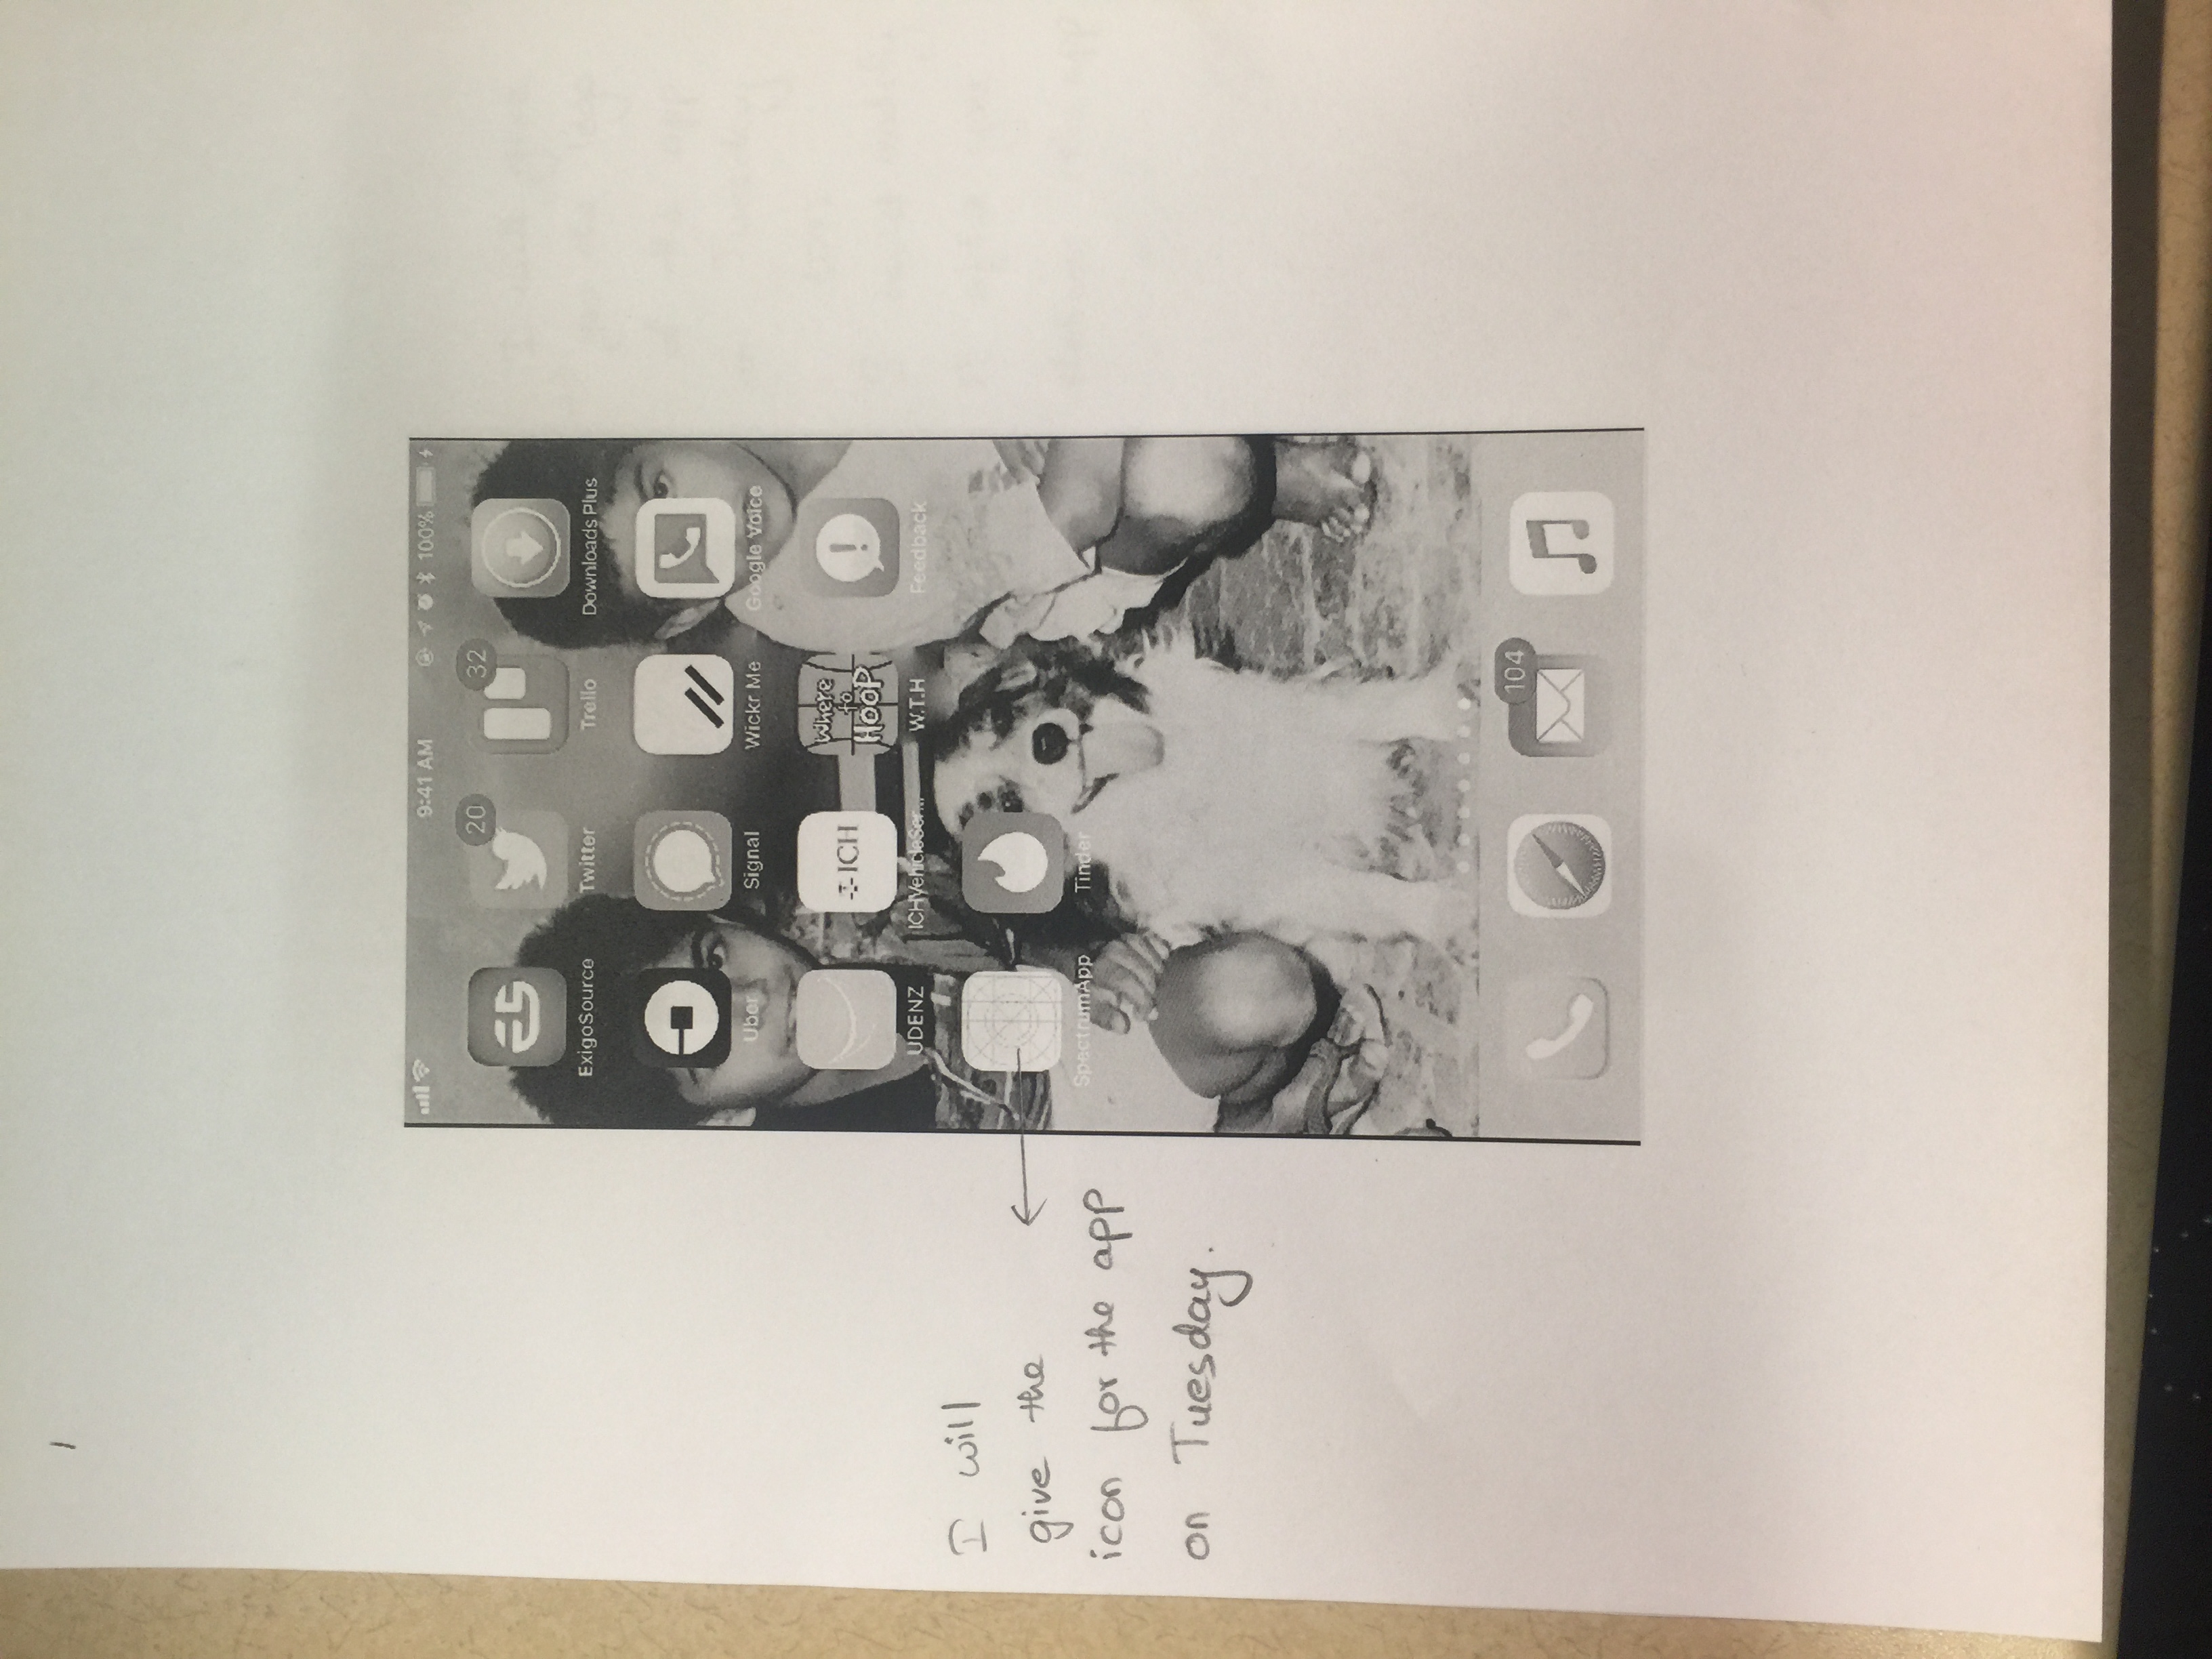 1
9:41 AM 100%
20 32
ExigoSource Twitter Trello Downloads Plus
Uber Signal Wickr Me Google Voice
ICH Where
to
HOOP
UDENZ ICHVehicleSer... W.T.H Feedback
SpectrumApp Tinder
I will
give the
icon for the app
on Tuesday.
104